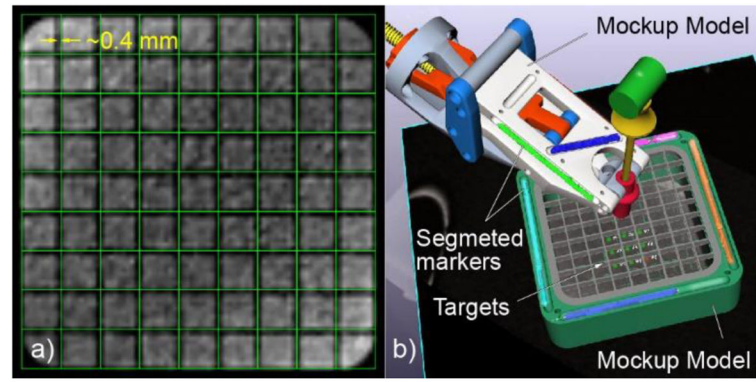 ~0.4 mm
a)
Mockup Model
Segmeted
markers
Targets
b)
Mockup Model